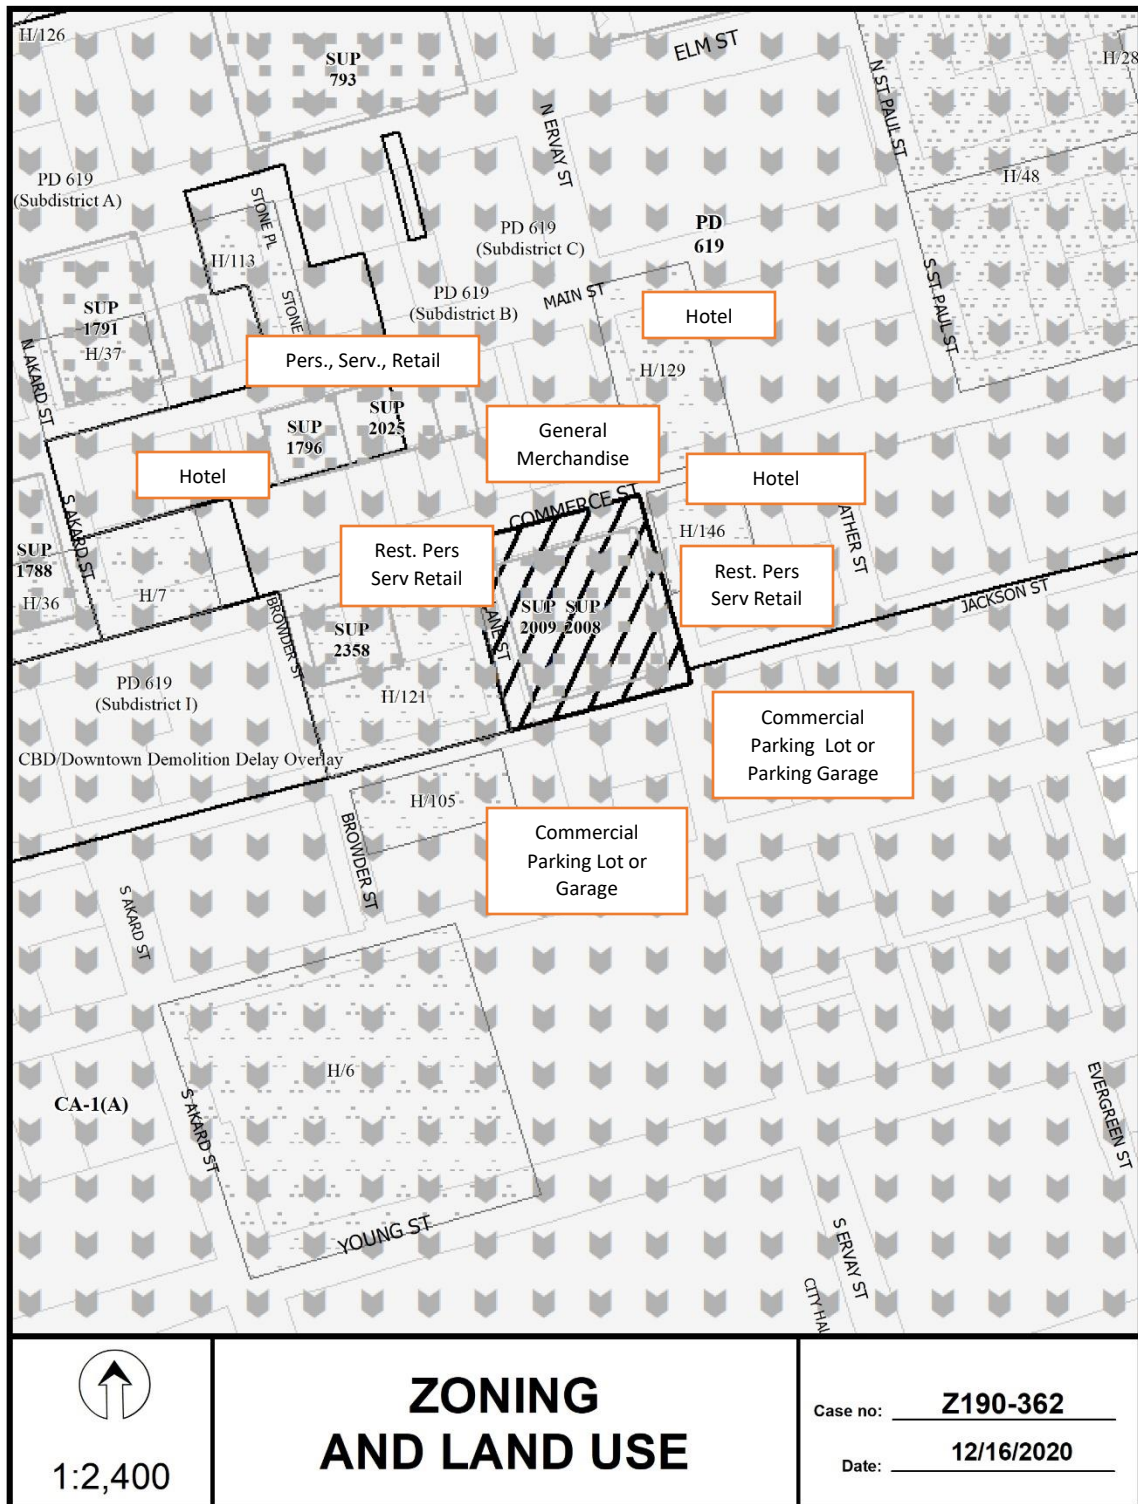 H/126
SUP
793
ELM ST
N ST PAUL ST
H/28
N ERVAY ST
PD 619
(Subdistrict A)
STONE PL
H/48
PD 619
(Subdistrict C)
PD
619
H/113
S ST PAUL ST
SUP
1791
H/37
STONE
PD 619
(Subdistrict B)
MAIN ST
Hotel
N AKARD ST
Pers., Serv., Retail
H/129
SUP
2025
SUP
1796
General
Merchandise
Hotel
Hotel
S AKARD ST
COMMERCE ST
ATHER ST
H/146
SUP
1788
H/36
H/7
Rest. Pers
Serv Retail
Rest. Pers
Serv Retail
JACKSON ST
BROWDER ST
SUP
2358
ANE ST
SUP SUP
2009 2008
PD 619
(Subdistrict I)
H/121
Commercial
Parking Lot or
Parking Garage
CBD/Downtown Demolition Delay Overlay
H/105
BROWDER ST
Commercial
Parking Lot or
Garage
S AKARD ST
H/6
CA-1(A)
S AKARD ST
EVERGREEN ST
YOUNG ST
S ERVAY ST
CITY HAL
1:2,400
ZONING
AND LAND USE
Case no: Z190-362
Date: 12/16/2020